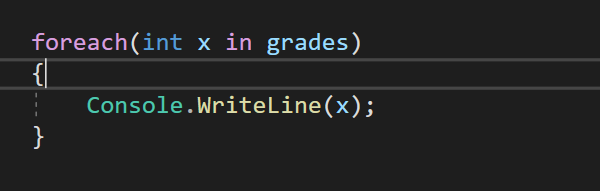 foreach(int x in grades)
{
    Console.WriteLine(x);
}